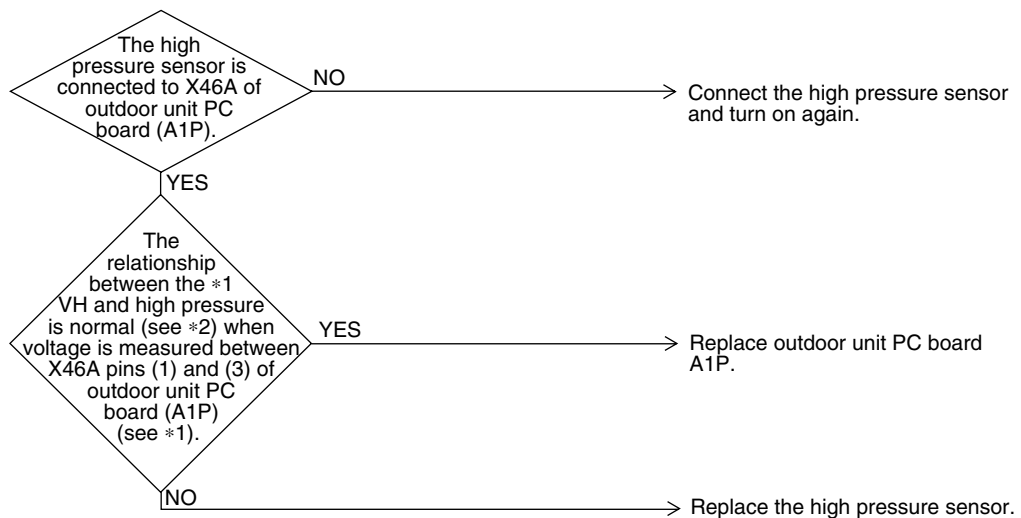 The high
pressure sensor is
connected to X46A of
outdoor unit PC
board (A1P).
NO
Connect the high pressure sensor
and turn on again.
YES
The
relationship
between the *1
VH and high pressure
is normal (see *2) when
voltage is measured between
X46A pins (1) and (3) of
outdoor unit PC
board (A1P)
(see *1).
YES
Replace outdoor unit PC board
A1P.
NO
Replace the high pressure sensor.